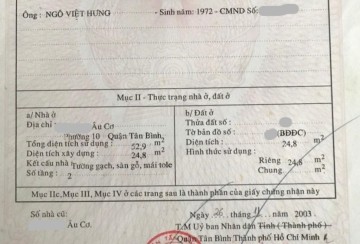 Ông : NGÔ VIỆT HƯNG - Sinh năm: 1972 - CMND Số:
Mục II - Thực trạng nhà ở, đất ở
a/ Nhà ở
Địa chỉ : Âu Cơ
Phường 10 Quận Tân Bình,
Tổng diện tích sử dụng : 52,9 m2
Diện tích xây dựng : 24,8 m2
Kết cấu nhà : Tường gạch, sàn gỗ, mái tole
Số tầng : 2
b/ Đất ở
Thửa đất số:
Tờ bản đồ số: (BĐĐC)
Diện tích : 24,8 m2
Hình thức sử dụng:
Riêng 24,8 m2
Chung m2
Mục IIc, Mục III, Mục IV ở các trang sau là thành phần của giấy chứng nhận này
Số nhà cũ:
Âu Cơ.
Ngày 26 tháng năm 2003
T/M Uỷ ban Nhân dân Tỉnh (Thành phố)
Quận Tân Bình Thành phố Hồ Chí Minh